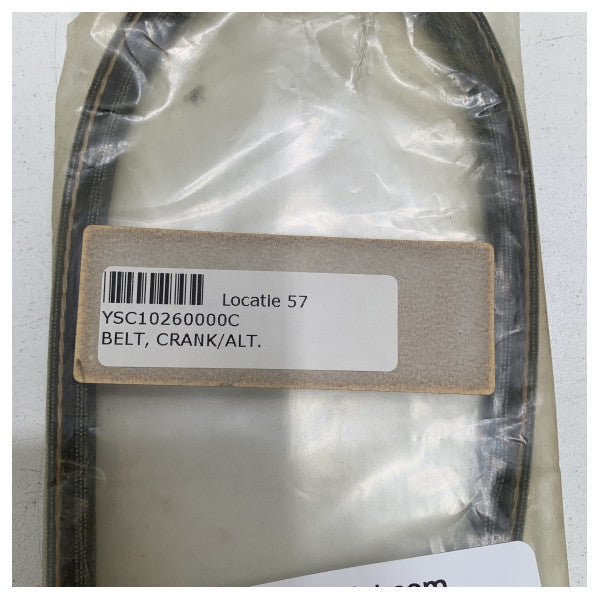 Locatie 57
YSC10260000C
BELT, CRANK/ALT.